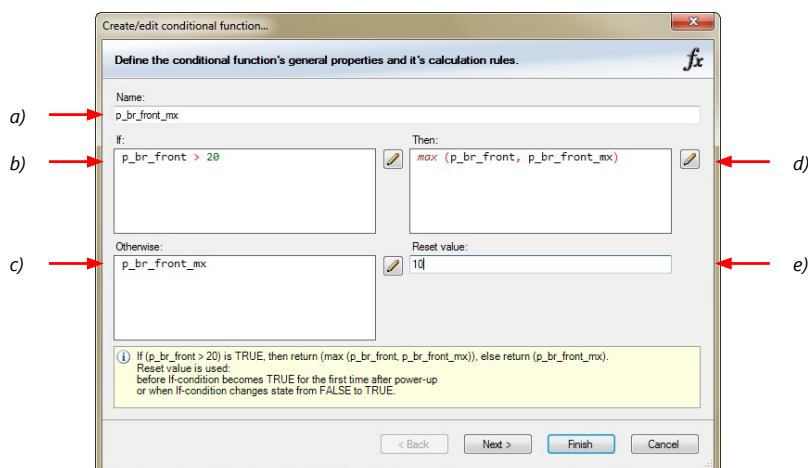 Create/edit conditional function...
x
Define the conditional function's general properties and it's calculation rules.
fx
Name:
a)
p_br_front_mx
If:
Then:
b)
p_br_front > 20
max (p_br_front, p_br_front_mx)
d)
Otherwise:
Reset value:
c)
p_br_front_mx
10
e)
If (p_br_front > 20) is TRUE, then return (max (p_br_front, p_br_front_mx)), else return (p_br_front_mx).
Reset value is used:
before If-condition becomes TRUE for the first time after power-up
or when If-condition changes state from FALSE to TRUE.
< Back
Next >
Finish
Cancel